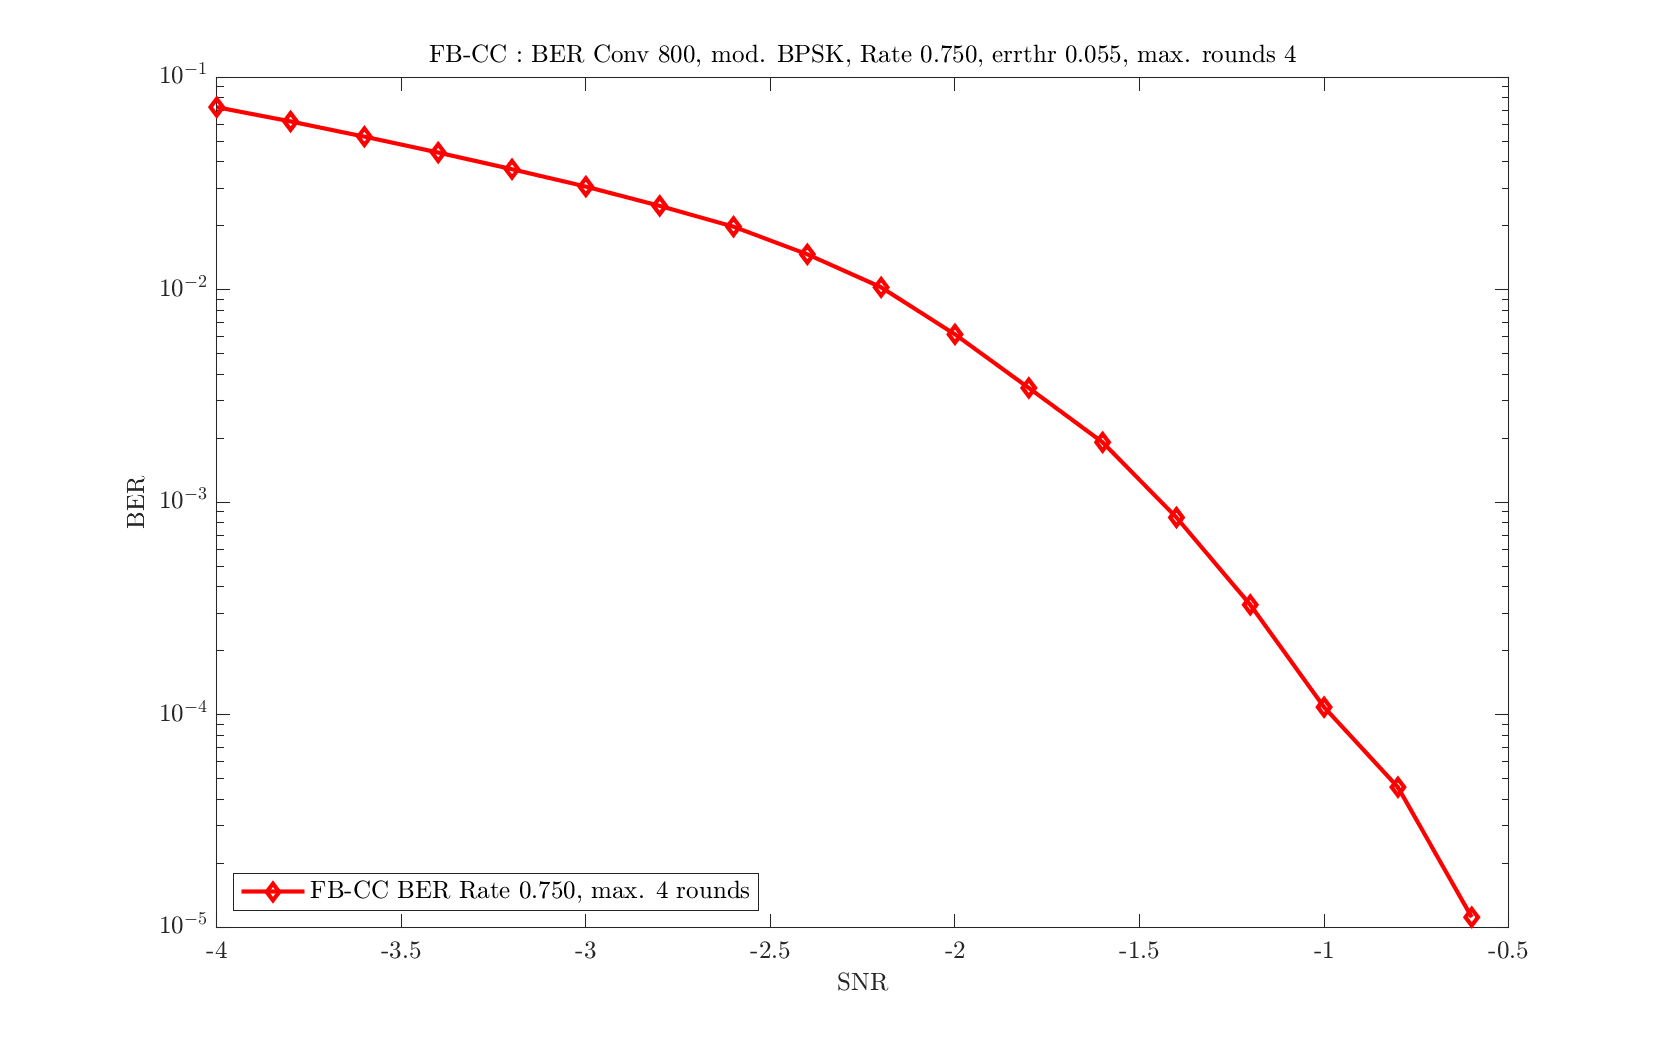 FB-CC : BER Conv 800, mod. BPSK, Rate 0.750, errthr 0.055, max. rounds 4
10⁻¹
10⁻²
10⁻³
10⁻⁴
10⁻⁵
BER
FB-CC BER Rate 0.750, max. 4 rounds
-4 -3.5 -3 -2.5 -2 -1.5 -1 -0.5
SNR